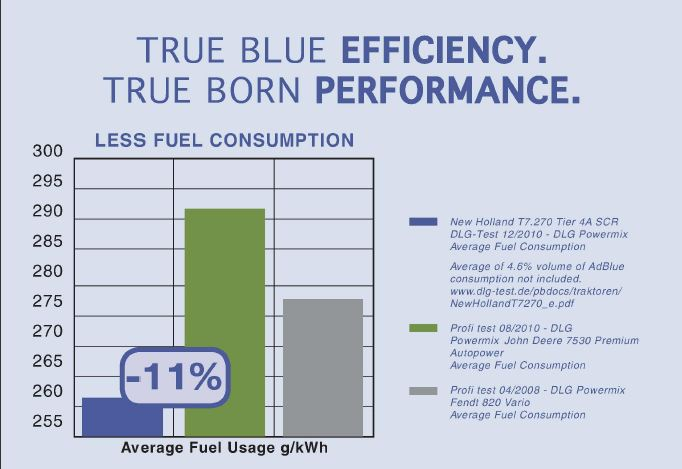 TRUE BLUE EFFICIENCY.
TRUE BORN PERFORMANCE.
LESS FUEL CONSUMPTION
300
295
290
285
280
275
270
265
260
255
-11%
Average Fuel Usage g/kWh
New Holland T7.270 Tier 4A SCR
DLG-Test 12/2010 - DLG Powermix
Average Fuel Consumption
Average of 4.6% volume of AdBlue
consumption not included.
www.dlg-test.de/pbdocs/traktoren/
NewHollandT7270_e.pdf
Profi test 08/2010 - DLG
Powermix John Deere 7530 Premium
Autopower
Average Fuel Consumption
Profi test 04/2008 - DLG Powermix
Fendt 820 Vario
Average Fuel Consumption